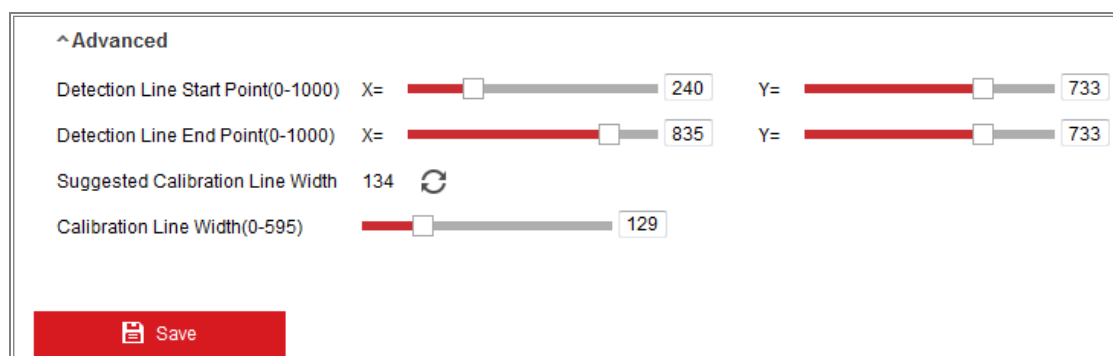 Advanced
Detection Line Start Point(0-1000) X= 240 Y= 733
Detection Line End Point(0-1000) X= 835 Y= 733
Suggested Calibration Line Width 134
Calibration Line Width(0-595) 129
Save